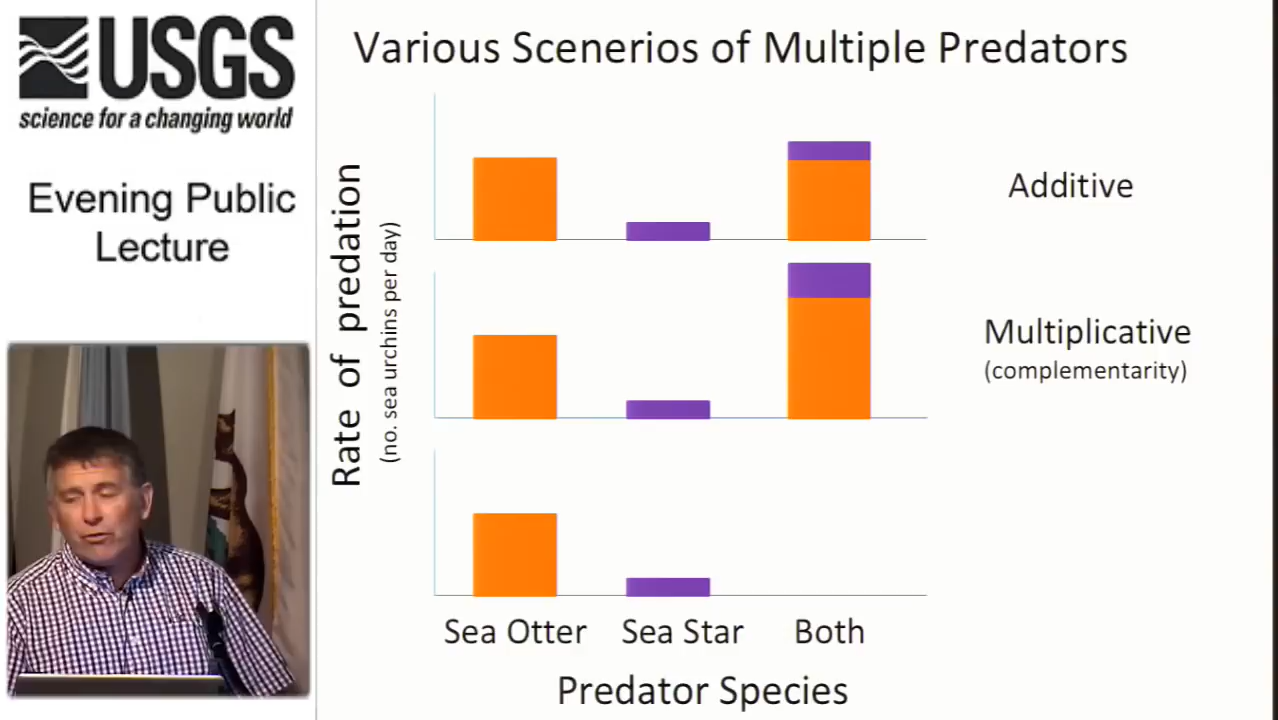 USGS
science for a changing world
Evening Public
Lecture
Various Scenerios of Multiple Predators
Rate of predation
(no. sea urchins per day)
Additive
Multiplicative
(complementarity)
Sea Otter
Sea Star
Both
Predator Species